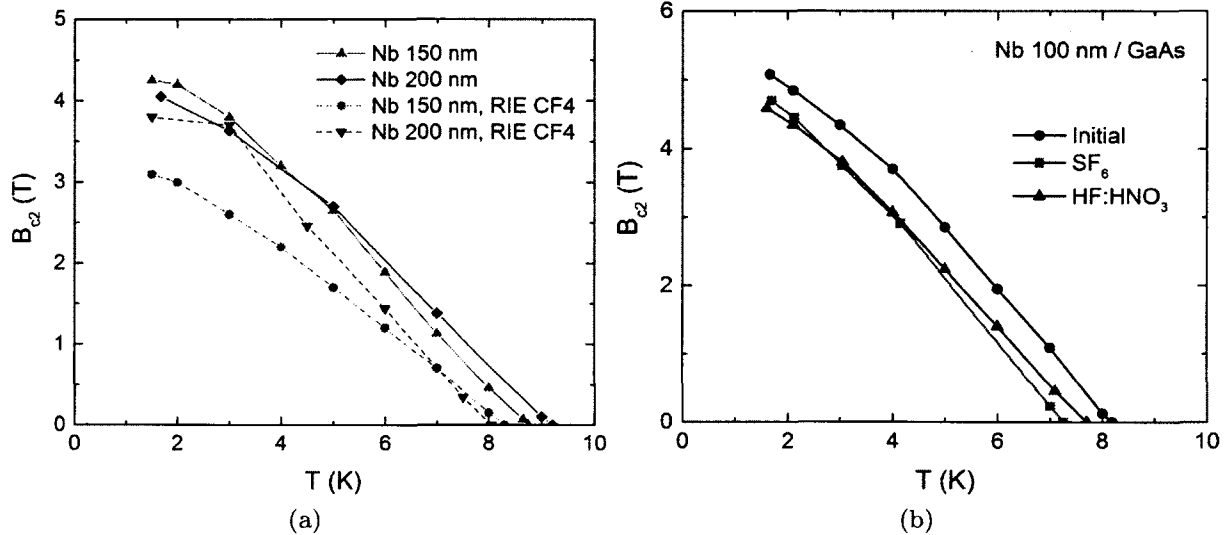 5
4
3
2
1
0
B_c2 (T)
Nb 150 nm
Nb 200 nm
Nb 150 nm, RIE CF4
Nb 200 nm, RIE CF4
0 2 4 6 8 10
T (K)
(a)
6
4
2
0
B_c2 (T)
Nb 100 nm / GaAs
Initial
SF₆
HF:HNO₃
0 2 4 6 8 10
T (K)
(b)